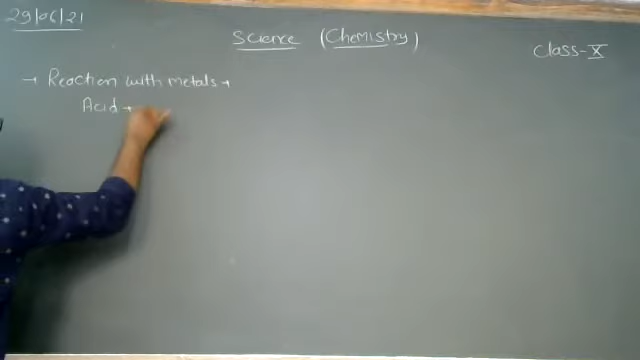 29/06/21
Science (Chemistry)
Class-X
→ Reaction with metals →
Acid +